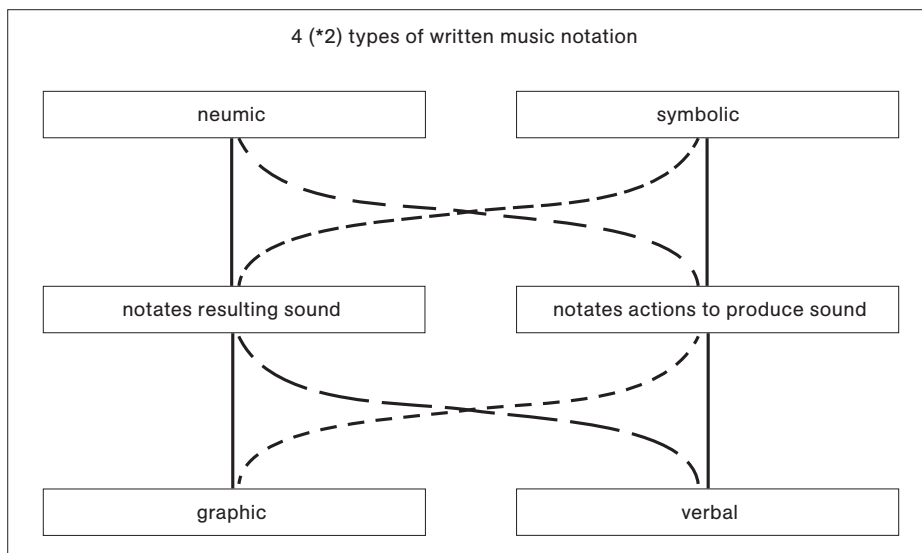 4 (*2) types of written music notation
neumic
symbolic
notates resulting sound
notates actions to produce sound
graphic
verbal